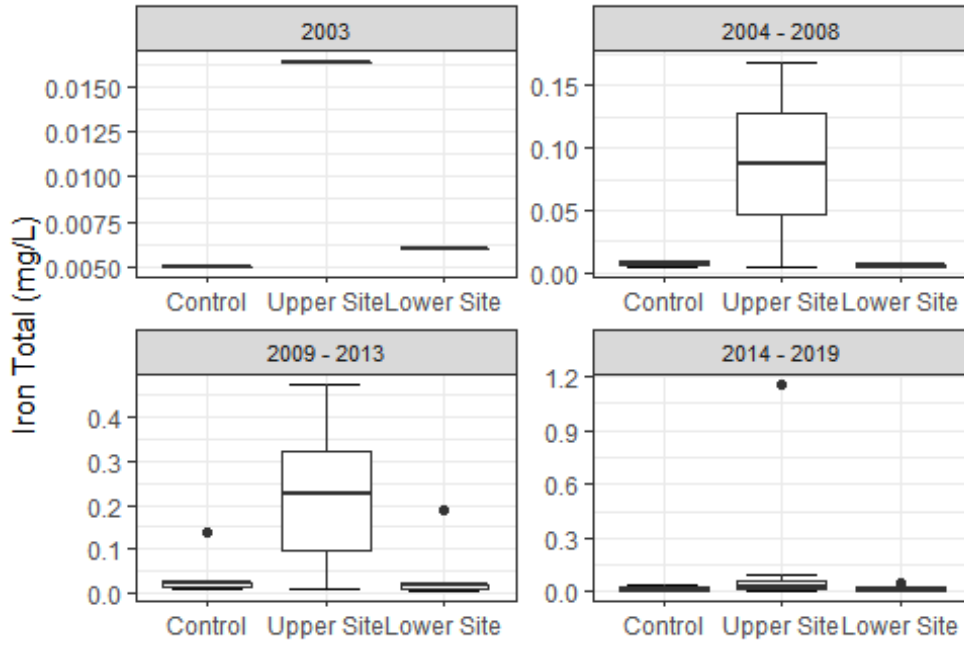 2003
2004 - 2008
Iron Total (mg/L)
0.0150
0.0125
0.0100
0.0075
0.0050
0.15
0.10
0.05
0.00
Control Upper Site Lower Site
Control Upper Site Lower Site
2009 - 2013
2014 - 2019
0.4
0.3
0.2
0.1
0.0
1.2
0.9
0.6
0.3
0.0
Control Upper Site Lower Site
Control Upper Site Lower Site